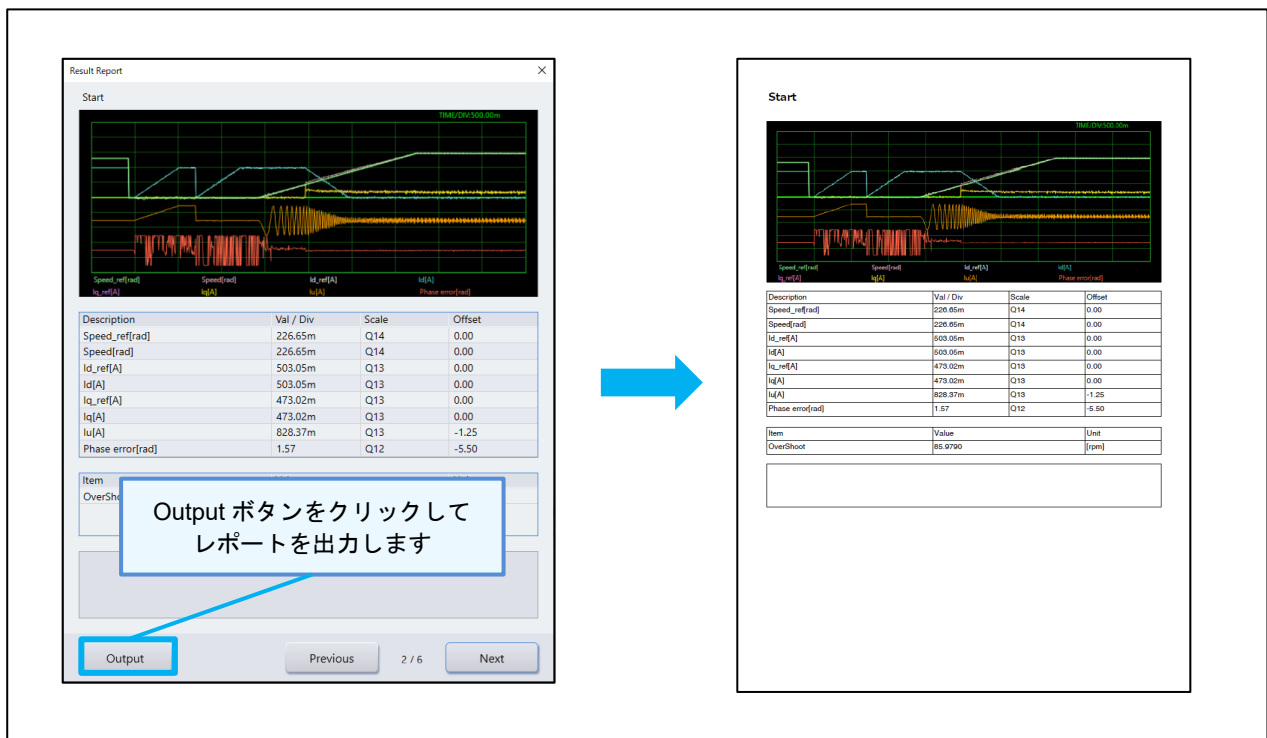 Result Report
Start
TIME/DIV:500.00m
Speed_ref[rad] Speed[rad] Id_ref[A] Id[A]
Iq_ref[A] Iq[A] Iu[A] Phase error[rad]
Description Val / Div Scale Offset
Speed_ref[rad] 226.65m Q14 0.00
Speed[rad] 226.65m Q14 0.00
Id_ref[A] 503.05m Q13 0.00
Id[A] 503.05m Q13 0.00
Iq_ref[A] 473.02m Q13 0.00
Iq[A] 473.02m Q13 0.00
Iu[A] 828.37m Q13 -1.25
Phase error[rad] 1.57 Q12 -5.50
Item
Output ボタンをクリックして
レポートを出力します
Output Previous 2 / 6 Next
Start
TIME/DIV:500.00m
Speed_ref[rad] Speed[rad] Id_ref[A] Id[A]
Iq_ref[A] Iq[A] Iu[A] Phase error[rad]
Description Val / Div Scale Offset
Speed_ref[rad] 226.65m Q14 0.00
Speed[rad] 226.65m Q14 0.00
Id_ref[A] 503.05m Q13 0.00
Id[A] 503.05m Q13 0.00
Iq_ref[A] 473.02m Q13 0.00
Iq[A] 473.02m Q13 0.00
Iu[A] 828.37m Q13 -1.25
Phase error[rad] 1.57 Q12 -5.50
Item Value Unit
OverShoot 85.9790 [rpm]